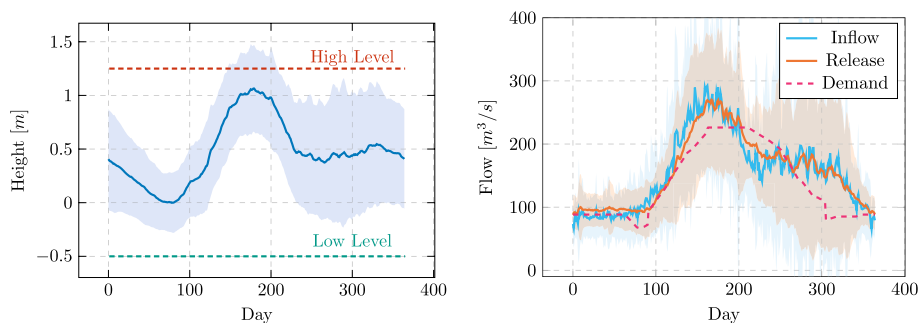 1.5
1
0.5
0
−0.5
Height [m]
High Level
Low Level
0
100
200
300
400
Day
400
300
200
100
0
Flow [m³/s]
Inflow
Release
Demand
0
100
200
300
400
Day